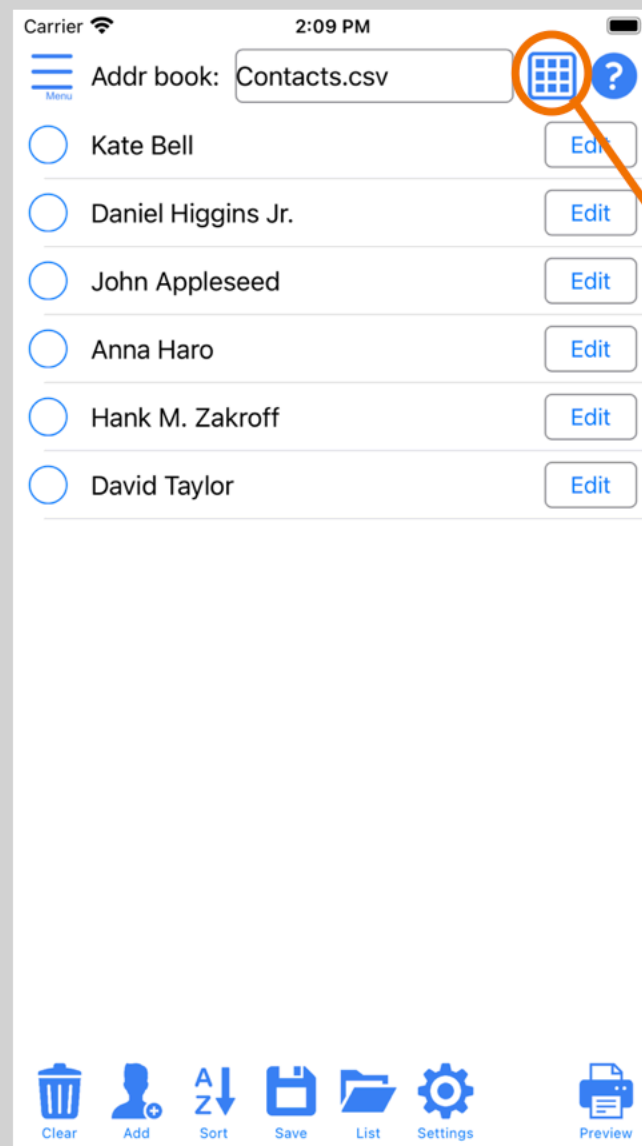 Carrier 2:09 PM
Menu Addr book: Contacts.csv ?
Kate Bell Edit
Daniel Higgins Jr. Edit
John Appleseed Edit
Anna Haro Edit
Hank M. Zakroff Edit
David Taylor Edit
A
Z
Clear Add Sort Save List Settings Preview